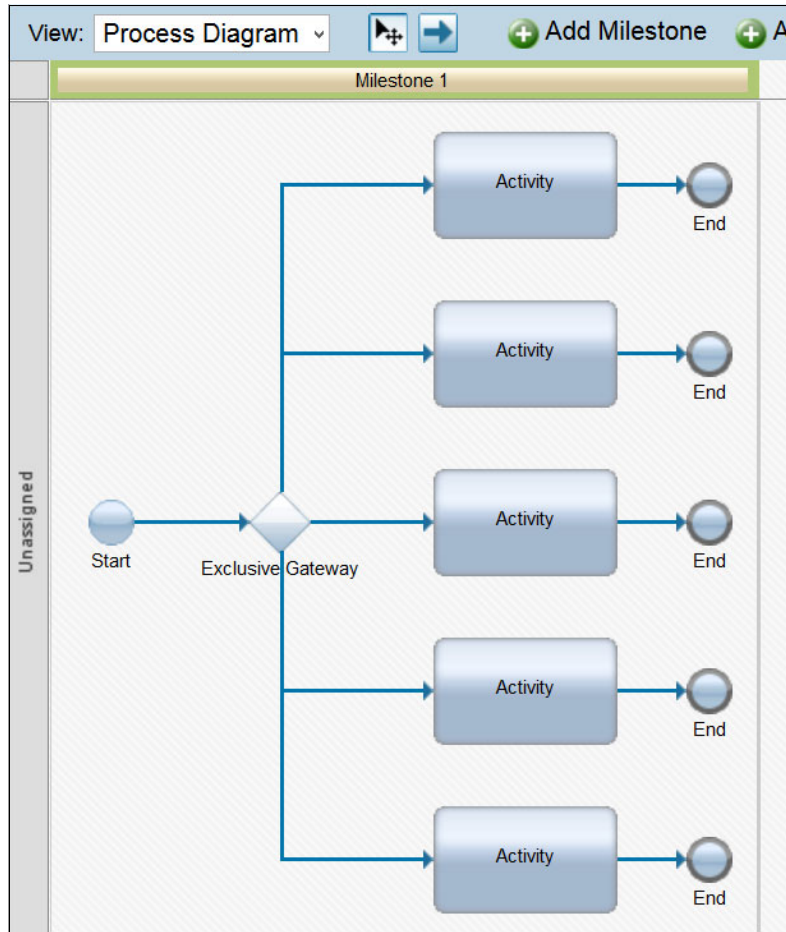 View: Process Diagram Add Milestone A
Milestone 1
Unassigned
Activity
End
Activity
End
Start
Exclusive Gateway
Activity
End
Activity
End
Activity
End